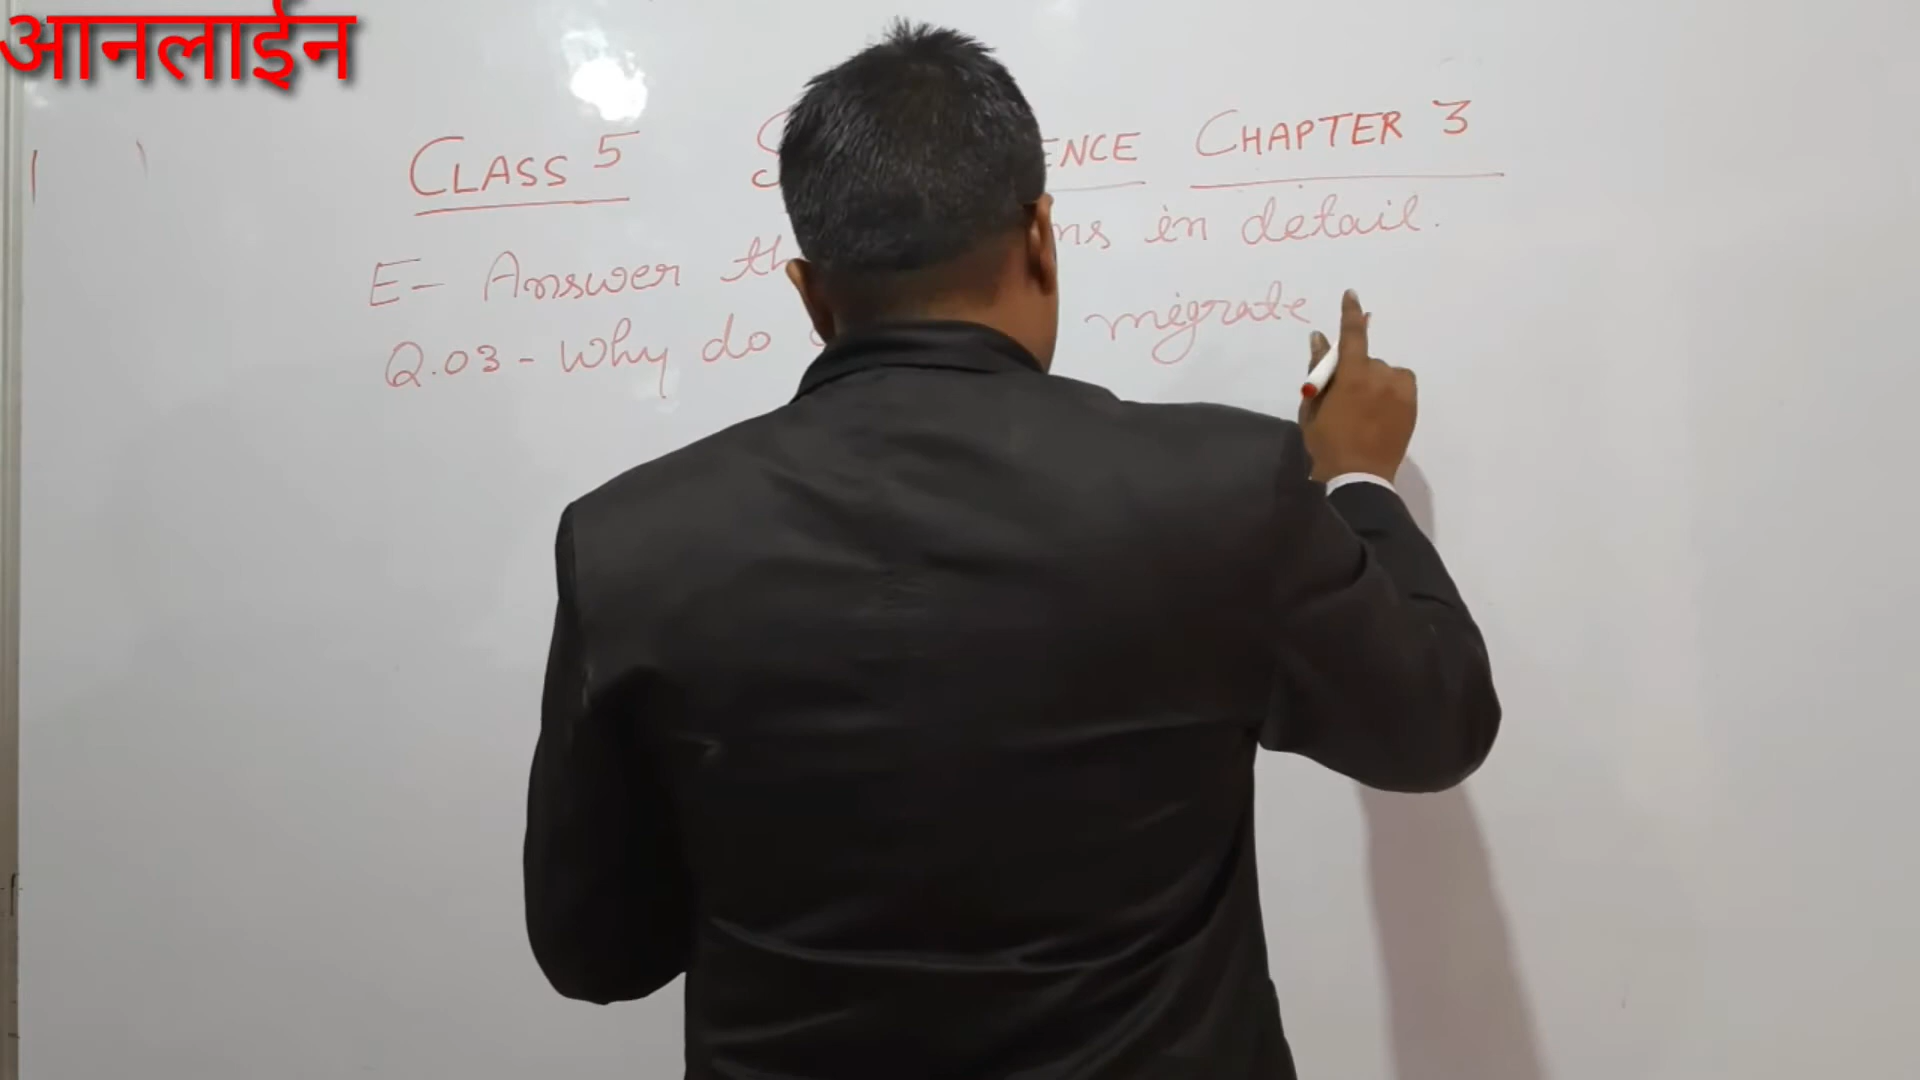 आनलाईन
CLASS 5 ENCE CHAPTER 3
E- Answer th ns in detail.
Q.03- Why do migrate